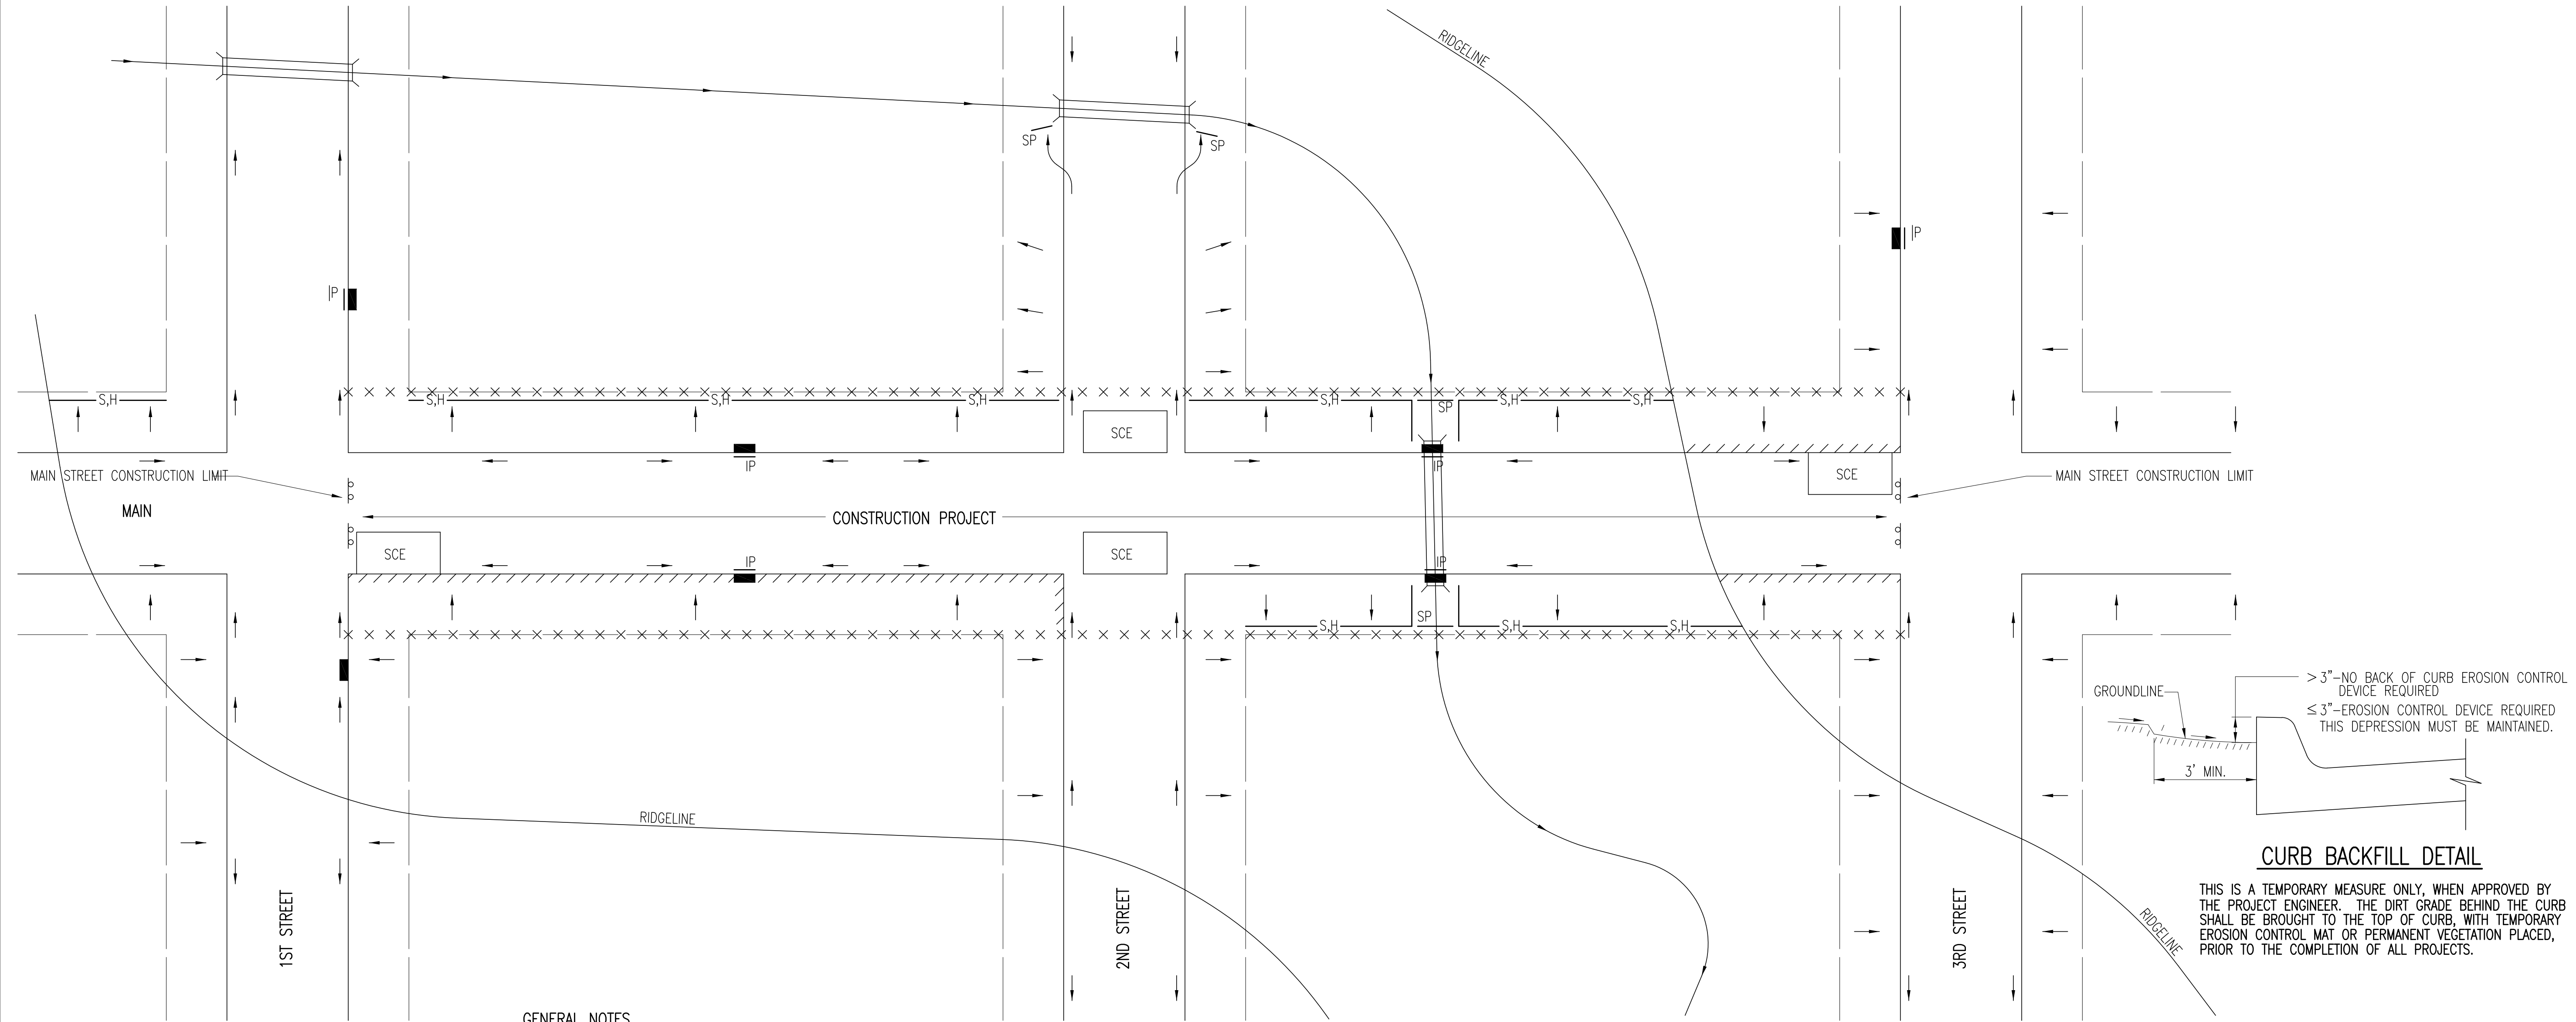 RIDGELINE
SP
SP
IP
IP
S,H
S,H
S,H
S,H
S,H
SP
S,H
S,H
SCE
IP
IP
SCE
MAIN STREET CONSTRUCTION LIMIT
MAIN STREET CONSTRUCTION LIMIT
MAIN
CONSTRUCTION PROJECT
SCE
SCE
IP
IP
S,H
SP
S,H
S,H
RIDGELINE
1ST STREET
2ND STREET
3RD STREET
RIDGELINE
GROUNDLINE
> 3"-NO BACK OF CURB EROSION CONTROL
DEVICE REQUIRED
≤ 3"-EROSION CONTROL DEVICE REQUIRED
THIS DEPRESSION MUST BE MAINTAINED.
3' MIN.
CURB BACKFILL DETAIL
THIS IS A TEMPORARY MEASURE ONLY, WHEN APPROVED BY
THE PROJECT ENGINEER. THE DIRT GRADE BEHIND THE CURB
SHALL BE BROUGHT TO THE TOP OF CURB, WITH TEMPORARY
EROSION CONTROL MAT OR PERMANENT VEGETATION PLACED,
PRIOR TO THE COMPLETION OF ALL PROJECTS.
GENERAL NOTES